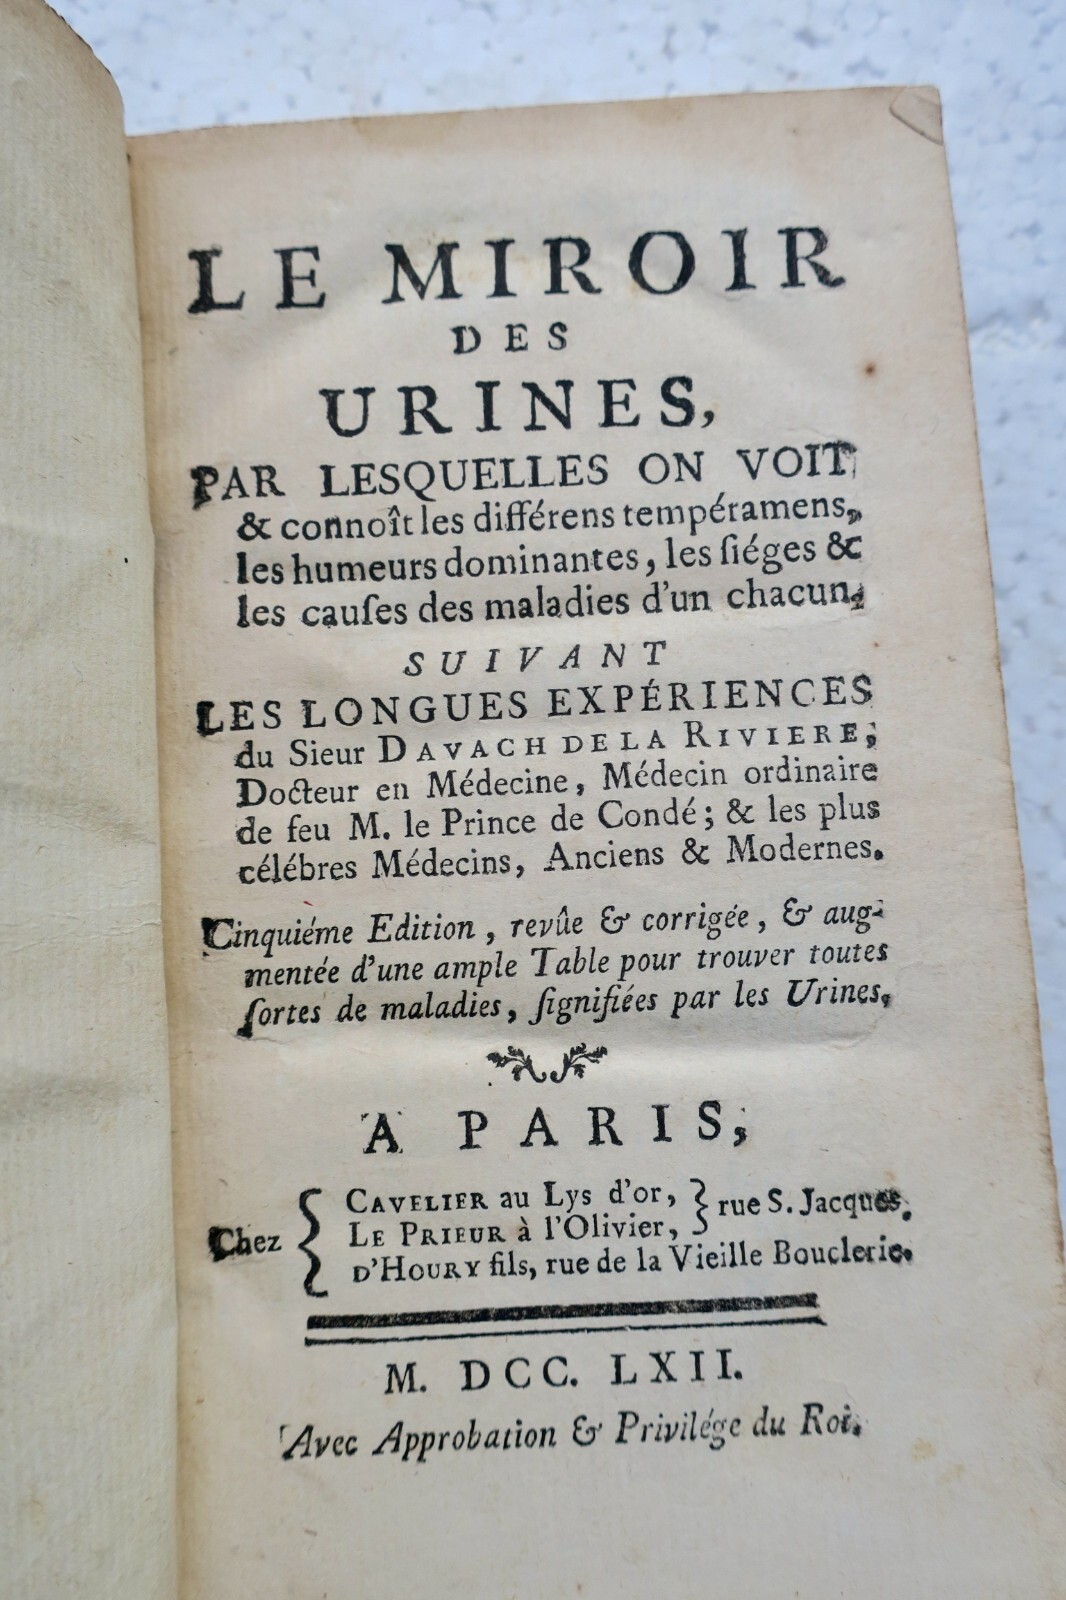 LE MIROIR
DES
URINES,
PAR LESQUELLES ON VOIT
& connoît les différens tempéramens,
les humeurs dominantes, les ſiéges &
les cauſes des maladies d'un chacun;
SUIVANT
LES LONGUES EXPÉRIENCES
du Sieur DAVACH DE LA RIVIERE;
Docteur en Médecine, Médecin ordinaire
de feu M. le Prince de Condé; & les plus
célébres Médecins, Anciens & Modernes.
Cinquiéme Edition, revûe & corrigée, & aug-
mentée d'une ample Table pour trouver toutes
ſortes de maladies, ſignifiées par les Urines.
A PARIS,
Chez { CAVELIER au Lys d'or, } rue S. Jacques.
LE PRIEUR à l'Olivier,
D'HOURY fils, rue de la Vieille Bouclerie.
M. DCC. LXII.
Avec Approbation & Privilége du Roi.